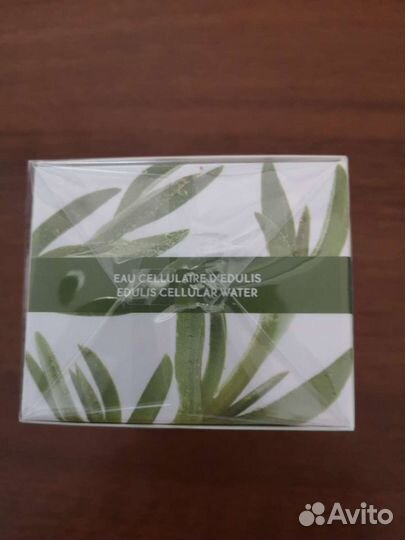 EAU CELLULAIRE D'EDULIS
EDULIS CELLULAR WATER
Avito